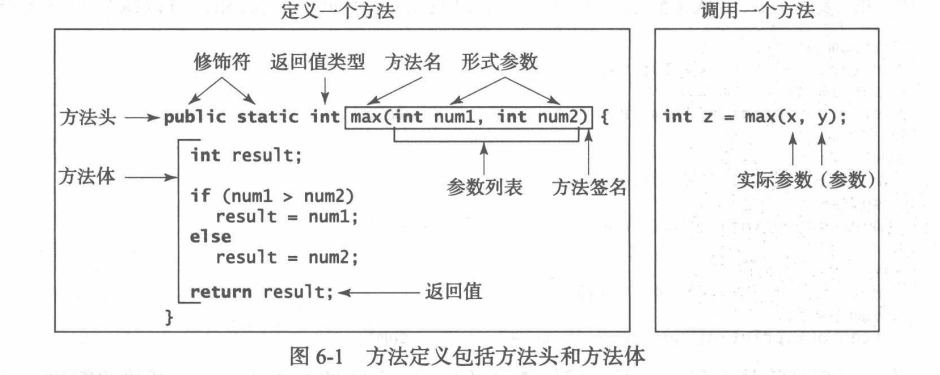 定义一个方法
调用一个方法
修饰符 返回值类型 方法名 形式参数
方法头 public static int max(int num1, int num2) {
int z = max(x, y);
int result;
方法体
参数列表 方法签名
实际参数(参数)
if (num1 > num2)
result = num1;
else
result = num2;
return result; 返回值
}
图 6-1 方法定义包括方法头和方法体